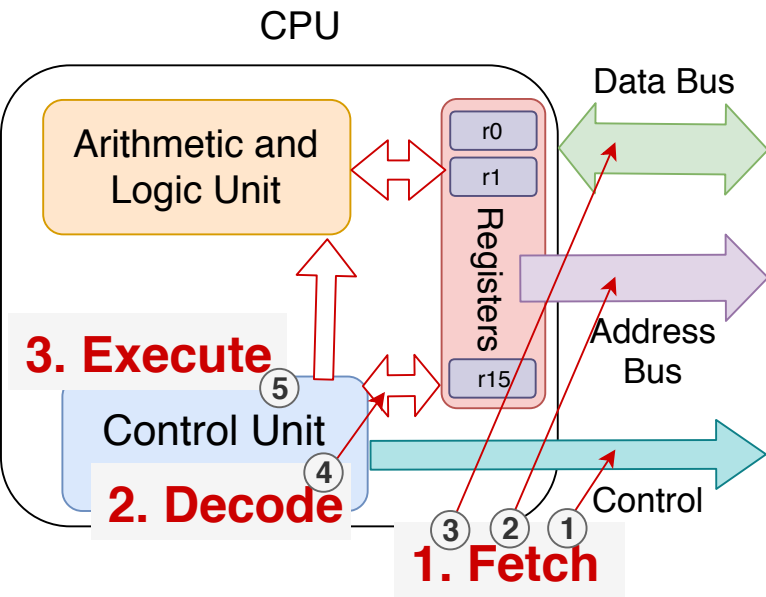 CPU
Data Bus
Arithmetic and
Logic Unit
r0
r1
Registers
r15
Address
Bus
3. Execute
5
Control Unit
4
2. Decode
Control
3
2
1
1. Fetch